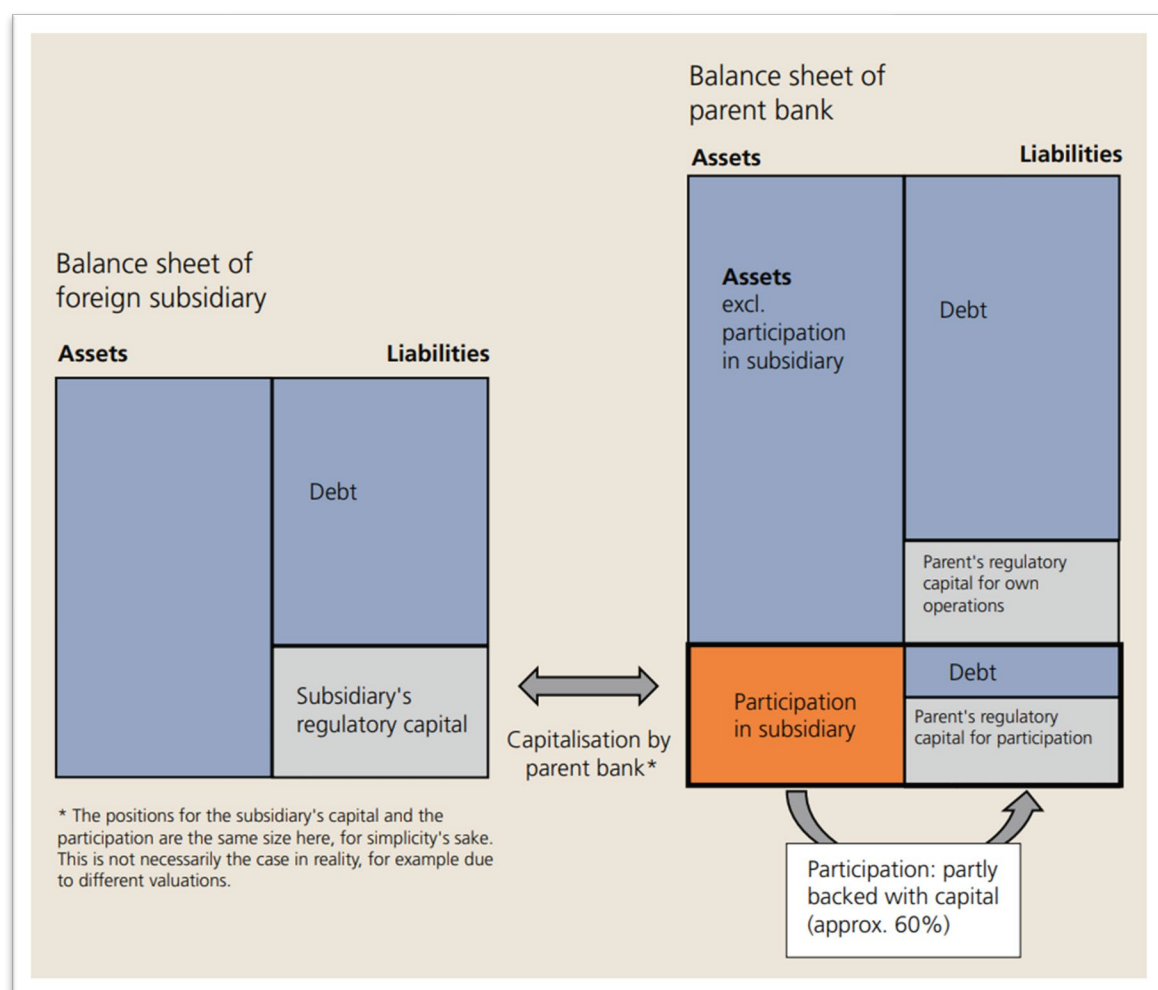 Balance sheet of
parent bank
Assets
Liabilities
Assets
excl.
participation
in subsidiary
Debt
Parent's regulatory
capital for own
operations
Participation
in subsidiary
Debt
Parent's regulatory
capital for participation
Balance sheet of
foreign subsidiary
Assets
Liabilities
Debt
Subsidiary's
regulatory capital
Capitalisation by
parent bank*
* The positions for the subsidiary's capital and the
participation are the same size here, for simplicity's sake.
This is not necessarily the case in reality, for example due
to different valuations.
Participation: partly
backed with capital
(approx. 60%)